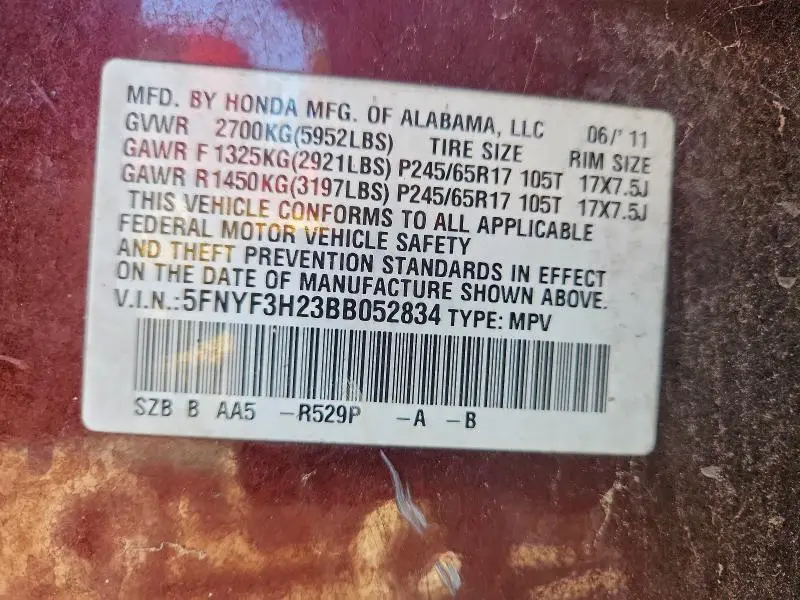 MFD. BY HONDA MFG. OF ALABAMA, LLC 06/'11
GVWR 2700KG(5952LBS) TIRE SIZE RIM SIZE
GAWR F 1325KG(2921LBS) P245/65R17 105T 17X7.5J
GAWR R1450KG(3197LBS) P245/65R17 105T 17X7.5J
THIS VEHICLE CONFORMS TO ALL APPLICABLE
FEDERAL MOTOR VEHICLE SAFETY
AND THEFT PREVENTION STANDARDS IN EFFECT
ON THE DATE OF MANUFACTURE SHOWN ABOVE.
V.I.N.:5FNYF3H23BB052834 TYPE: MPV
SZB B AA5 -R529P -A -B